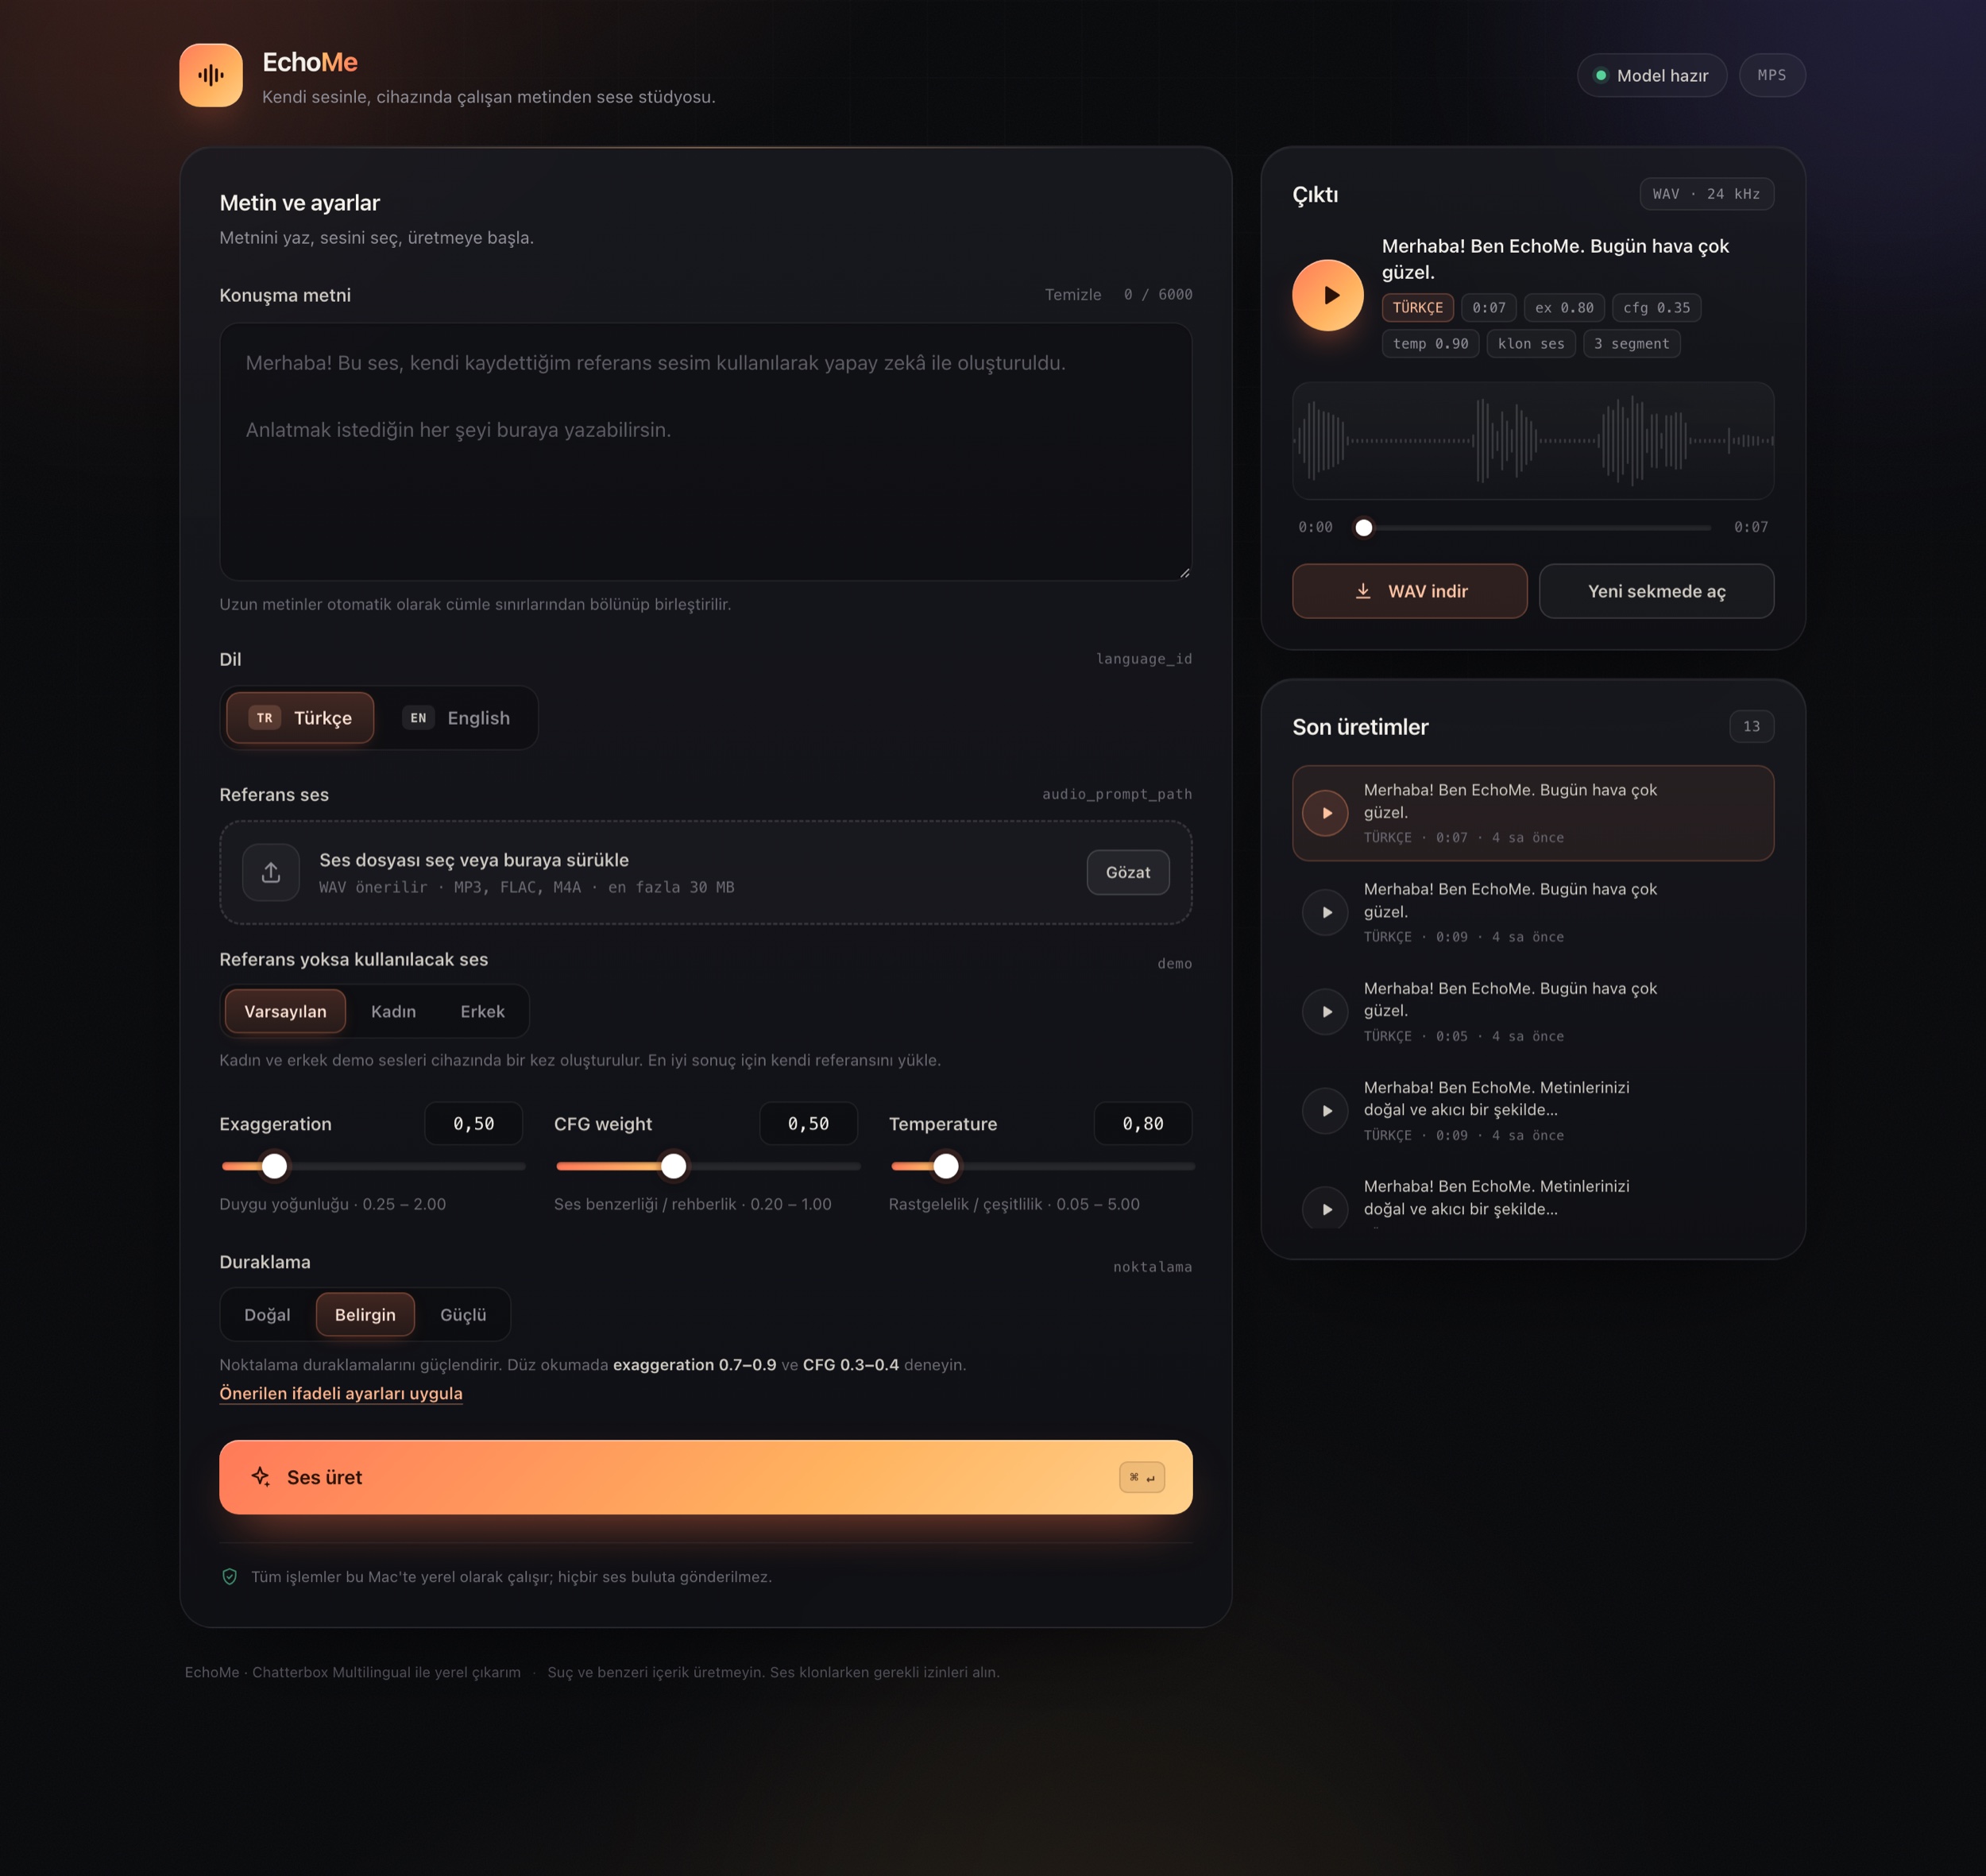 EchoMe
Kendi sesinle, cihazında çalışan metinden sese stüdyosu.
Model hazır
MPS
Metin ve ayarlar
Metnini yaz, sesini seç, üretmeye başla.
Konuşma metni
Temizle 0 / 6000
Merhaba! Bu ses, kendi kaydettiğim referans sesim kullanılarak yapay zekâ ile oluşturuldu.
Anlatmak istediğin her şeyi buraya yazabilirsin.
Uzun metinler otomatik olarak cümle sınırlarından bölünüp birleştirilir.
Dil
language_id
TR Türkçe
EN English
Referans ses
audio_prompt_path
Ses dosyası seç veya buraya sürükle
WAV önerilir · MP3, FLAC, M4A · en fazla 30 MB
Gözat
Referans yoksa kullanılacak ses
demo
Varsayılan
Kadın
Erkek
Kadın ve erkek demo sesleri cihazında bir kez oluşturulur. En iyi sonuç için kendi referansını yükle.
Exaggeration
0,50
Duygu yoğunluğu · 0.25 – 2.00
CFG weight
0,50
Ses benzerliği / rehberlik · 0.20 – 1.00
Temperature
0,80
Rastgelelik / çeşitlilik · 0.05 – 5.00
Duraklama
noktalama
Doğal
Belirgin
Güçlü
Noktalama duraklamalarını güçlendirir. Düz okumada exaggeration 0.7–0.9 ve CFG 0.3–0.4 deneyin.
Önerilen ifadeli ayarları uygula
Ses üret
⌘ ↵
Tüm işlemler bu Mac'te yerel olarak çalışır; hiçbir ses buluta gönderilmez.
Çıktı
WAV · 24 kHz
Merhaba! Ben EchoMe. Bugün hava çok
güzel.
TÜRKÇE 0:07 ex 0.80 cfg 0.35
temp 0.90 klon ses 3 segment
0:00
0:07
WAV indir
Yeni sekmede aç
Son üretimler
13
Merhaba! Ben EchoMe. Bugün hava çok
güzel.
TÜRKÇE · 0:07 · 4 sa önce
Merhaba! Ben EchoMe. Bugün hava çok
güzel.
TÜRKÇE · 0:09 · 4 sa önce
Merhaba! Ben EchoMe. Bugün hava çok
güzel.
TÜRKÇE · 0:05 · 4 sa önce
Merhaba! Ben EchoMe. Metinlerinizi
doğal ve akıcı bir şekilde...
TÜRKÇE · 0:09 · 4 sa önce
Merhaba! Ben EchoMe. Metinlerinizi
doğal ve akıcı bir şekilde...
EchoMe · Chatterbox Multilingual ile yerel çıkarım · Suç ve benzeri içerik üretmeyin. Ses klonlarken gerekli izinleri alın.